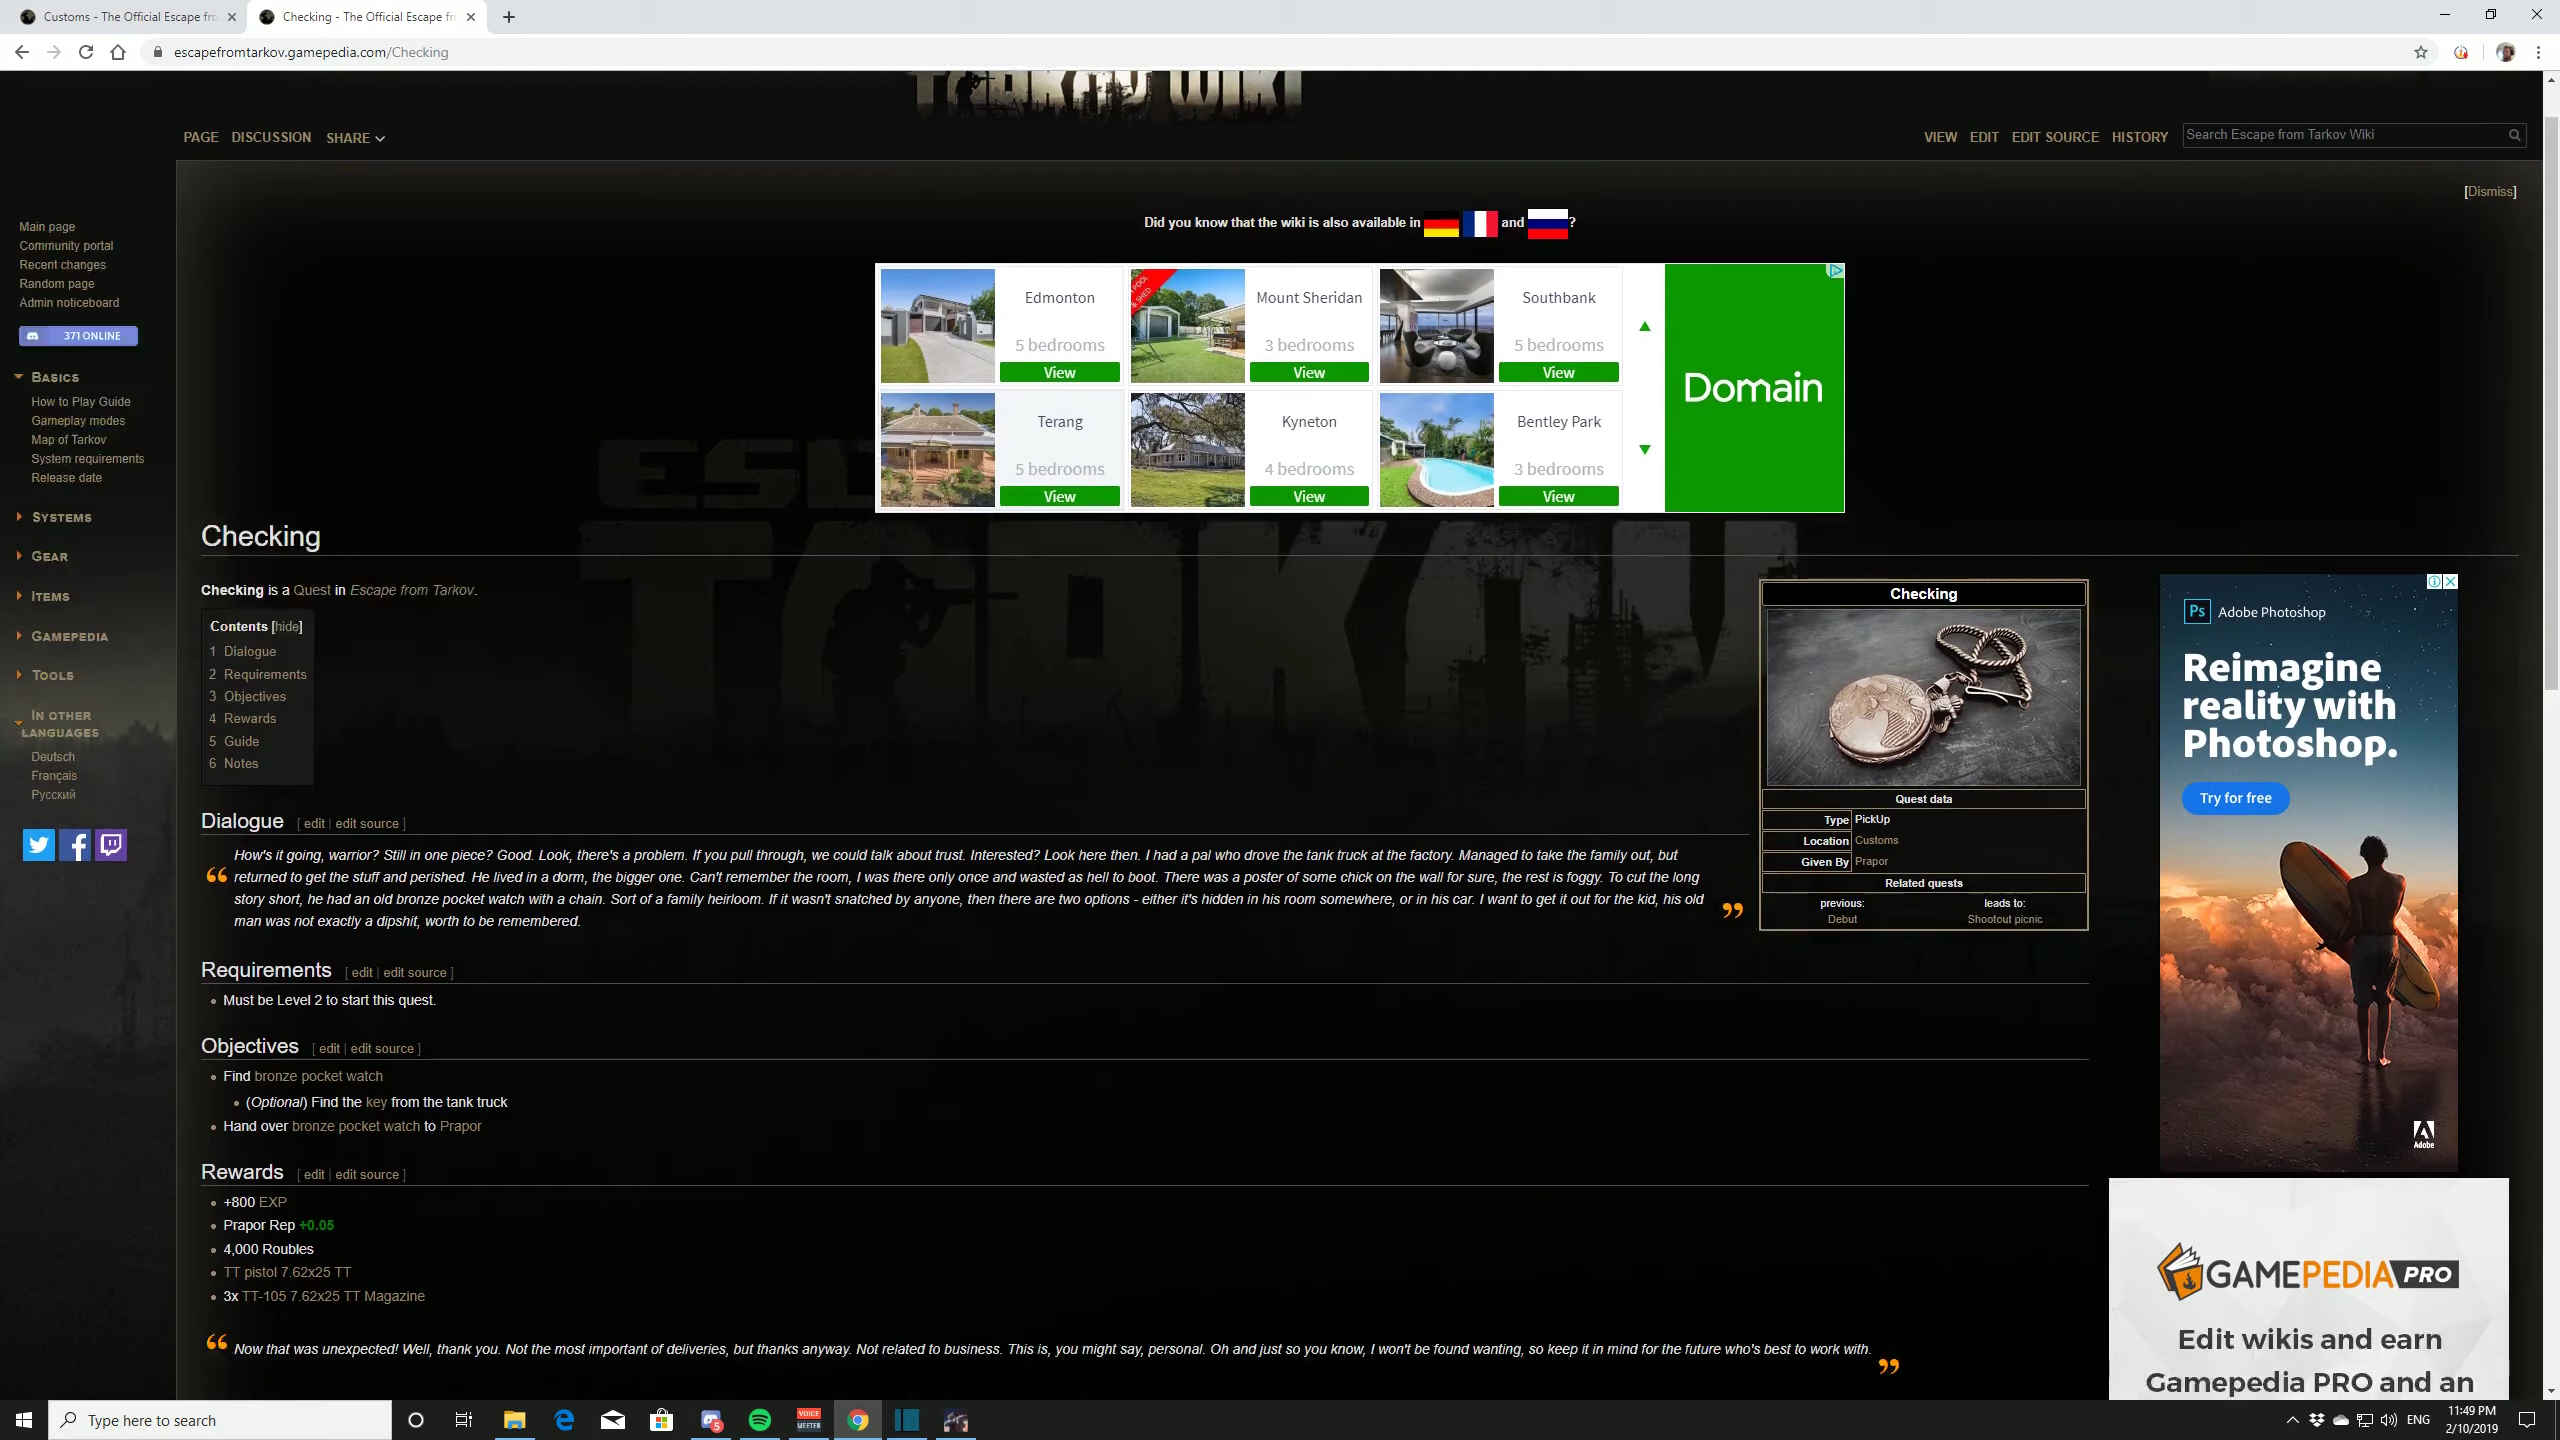 Customs - The Official Escape fro
Checking - The Official Escape fro
escapefromtarkov.gamepedia.com/Checking
TARKOV WIKI
PAGE DISCUSSION SHARE
VIEW EDIT EDIT SOURCE HISTORY
Search Escape from Tarkov Wiki
[Dismiss]
Did you know that the wiki is also available in and ?
Main page
Community portal
Recent changes
Random page
Admin noticeboard
371 ONLINE
BASICS
How to Play Guide
Gameplay modes
Map of Tarkov
System requirements
Release date
SYSTEMS
GEAR
ITEMS
GAMEPEDIA
TOOLS
IN OTHER
LANGUAGES
Deutsch
Français
Русский
Edmonton
5 bedrooms
View
Mount Sheridan
3 bedrooms
View
Southbank
5 bedrooms
View
Terang
5 bedrooms
View
Kyneton
4 bedrooms
View
Bentley Park
3 bedrooms
View
Domain
Checking
Checking is a Quest in Escape from Tarkov.
Contents [hide]
1 Dialogue
2 Requirements
3 Objectives
4 Rewards
5 Guide
6 Notes
Dialogue [ edit | edit source ]
“ How's it going, warrior? Still in one piece? Good. Look, there's a problem. If you pull through, we could talk about trust. Interested? Look here then. I had a pal who drove the tank truck at the factory. Managed to take the family out, but
returned to get the stuff and perished. He lived in a dorm, the bigger one. Can't remember the room, I was there only once and wasted as hell to boot. There was a poster of some chick on the wall for sure, the rest is foggy. To cut the long
story short, he had an old bronze pocket watch with a chain. Sort of a family heirloom. If it wasn't snatched by anyone, then there are two options - either it's hidden in his room somewhere, or in his car. I want to get it out for the kid, his old
man was not exactly a dipshit, worth to be remembered. ”
Checking
Quest data
Type PickUp
Location Customs
Given By Prapor
Related quests
previous: leads to:
Debut Shootout picnic
Requirements [ edit | edit source ]
Must be Level 2 to start this quest.
Objectives [ edit | edit source ]
Find bronze pocket watch
(Optional) Find the key from the tank truck
Hand over bronze pocket watch to Prapor
Rewards [ edit | edit source ]
+800 EXP
Prapor Rep +0.05
4,000 Roubles
TT pistol 7.62x25 TT
3x TT-105 7.62x25 TT Magazine
“ Now that was unexpected! Well, thank you. Not the most important of deliveries, but thanks anyway. Not related to business. This is, you might say, personal. Oh and just so you know, I won't be found wanting, so keep it in mind for the future who's best to work with. ”
Ps Adobe Photoshop
Reimagine
reality with
Photoshop.
Try for free
Adobe
GAMEPEDIA PRO
Edit wikis and earn
Gamepedia PRO and an
Type here to search
5
VOICE
MEETER
ENG
11:49 PM
2/10/2019